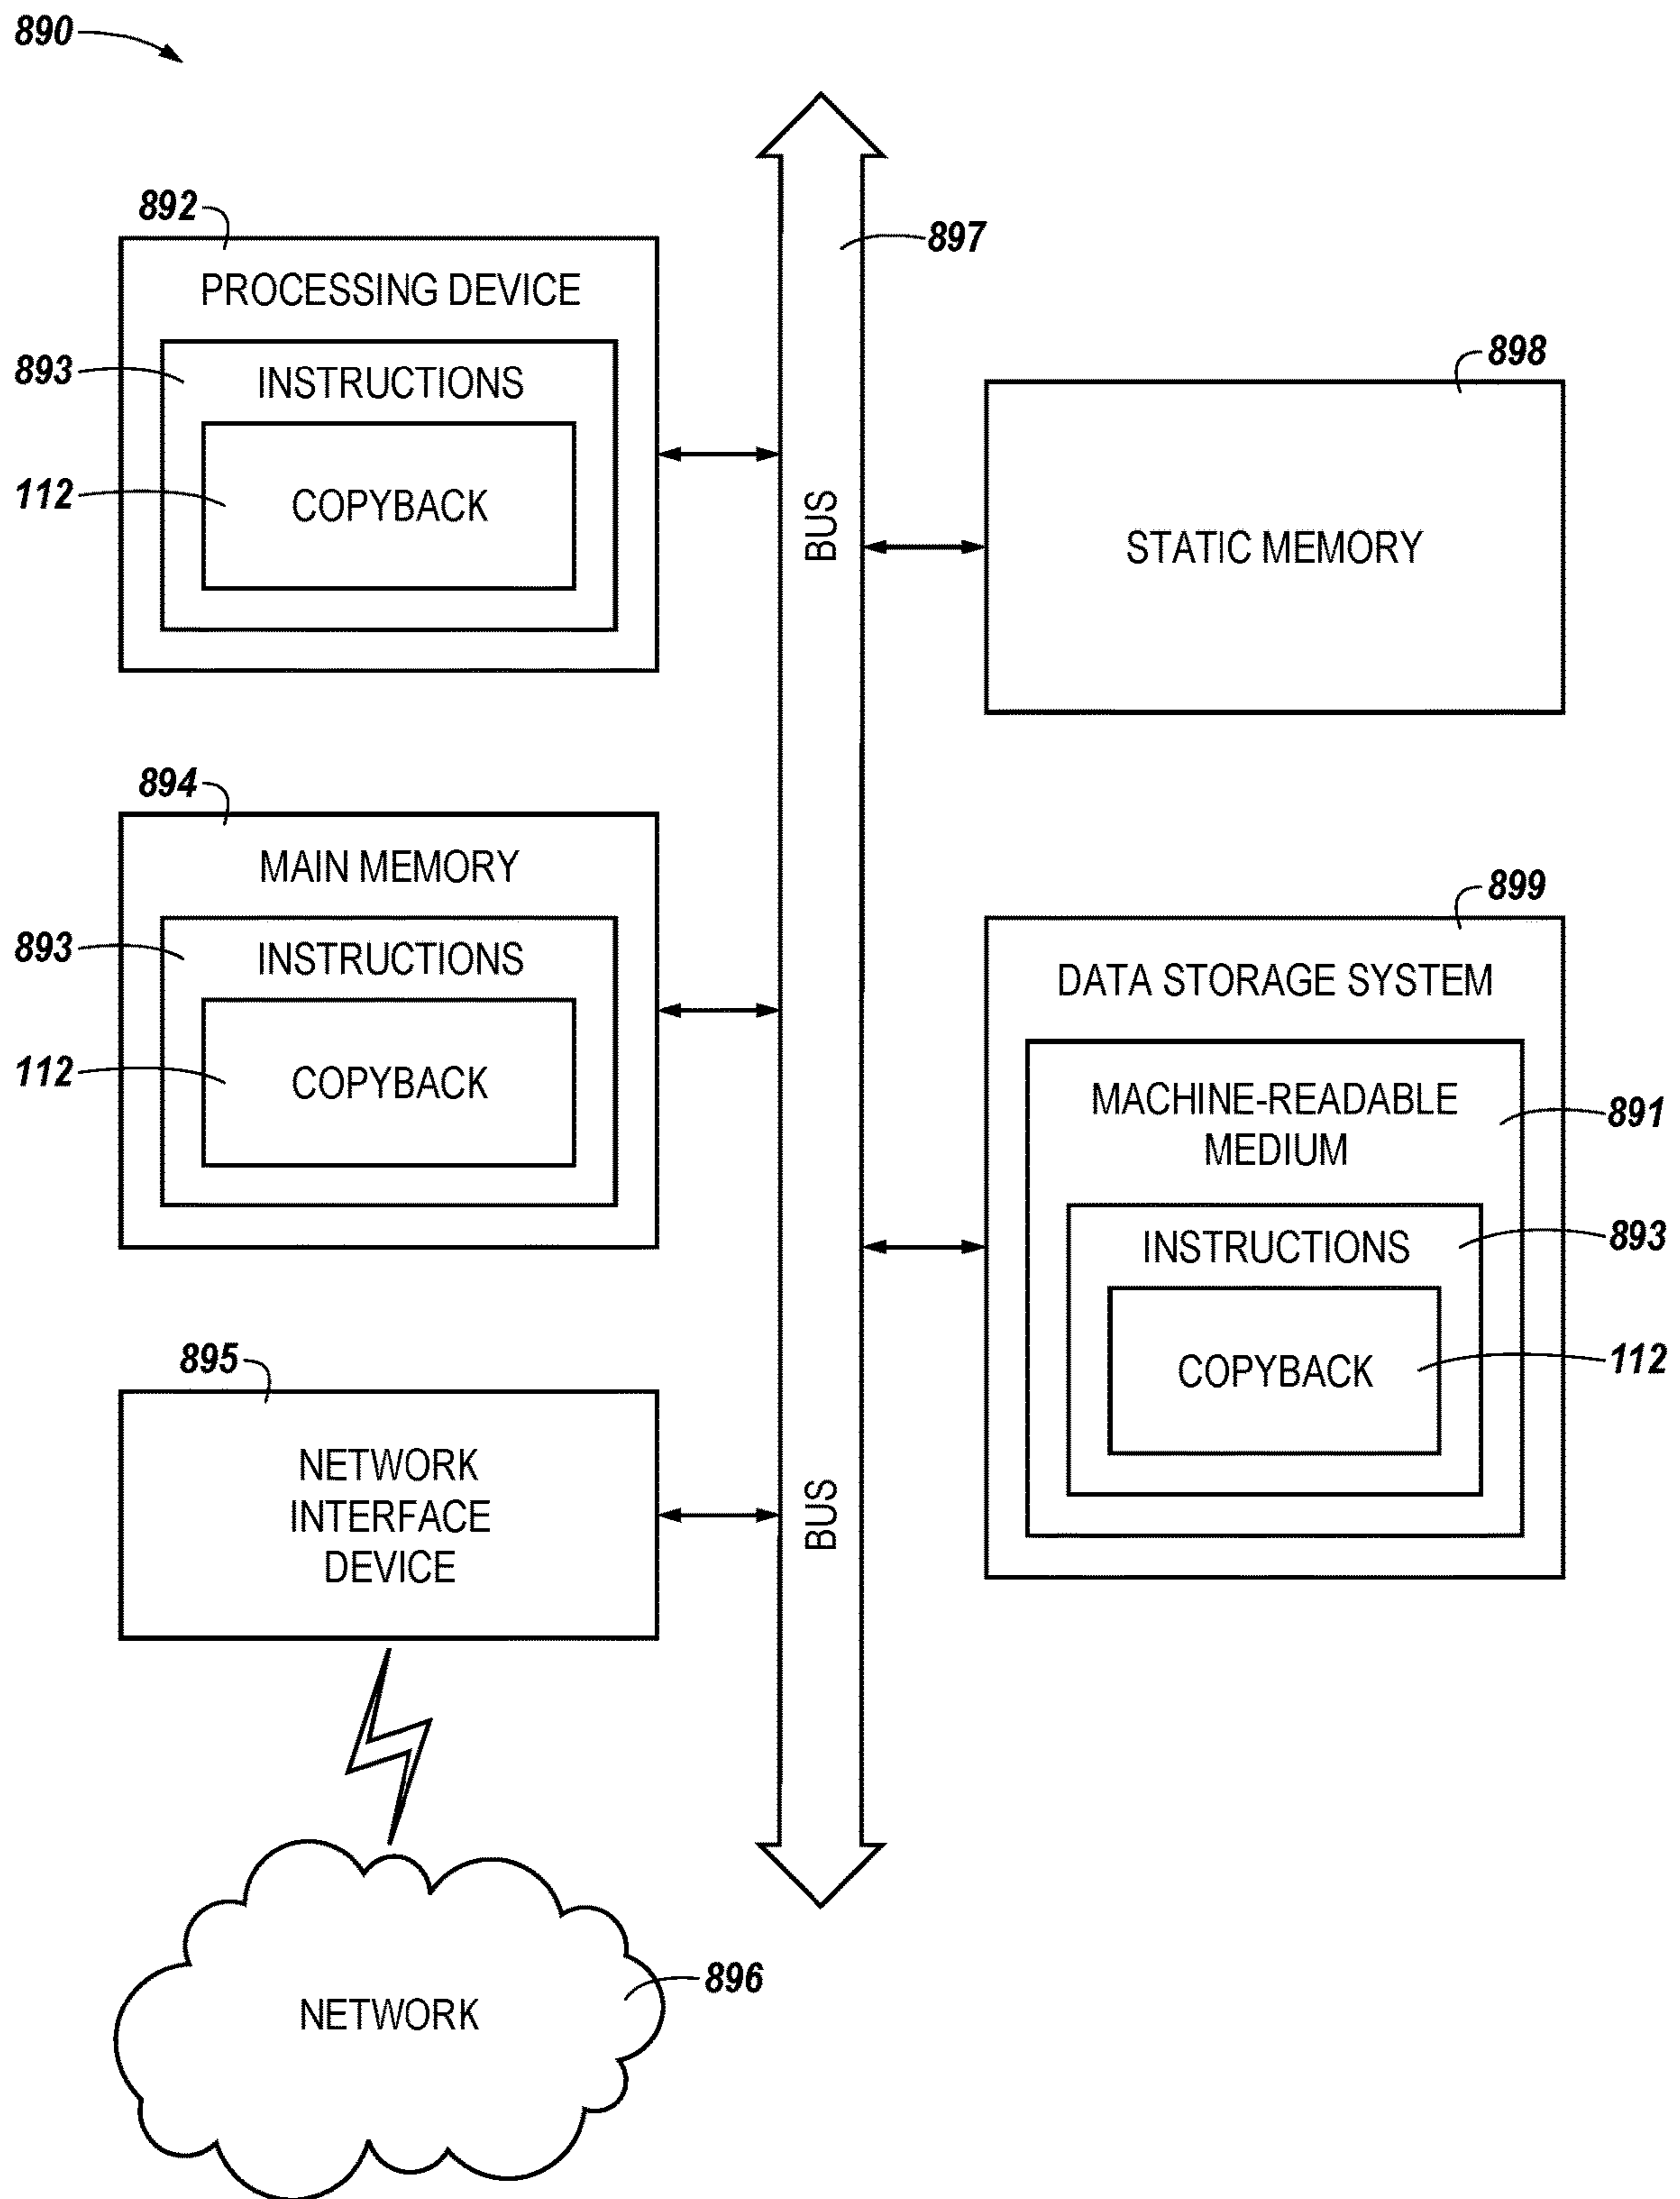 890
892
PROCESSING DEVICE
893
INSTRUCTIONS
112
COPYBACK
894
MAIN MEMORY
893
INSTRUCTIONS
112
COPYBACK
895
NETWORK
INTERFACE
DEVICE
NETWORK
896
BUS
BUS
897
898
STATIC MEMORY
899
DATA STORAGE SYSTEM
MACHINE-READABLE
MEDIUM
891
INSTRUCTIONS
893
COPYBACK
112